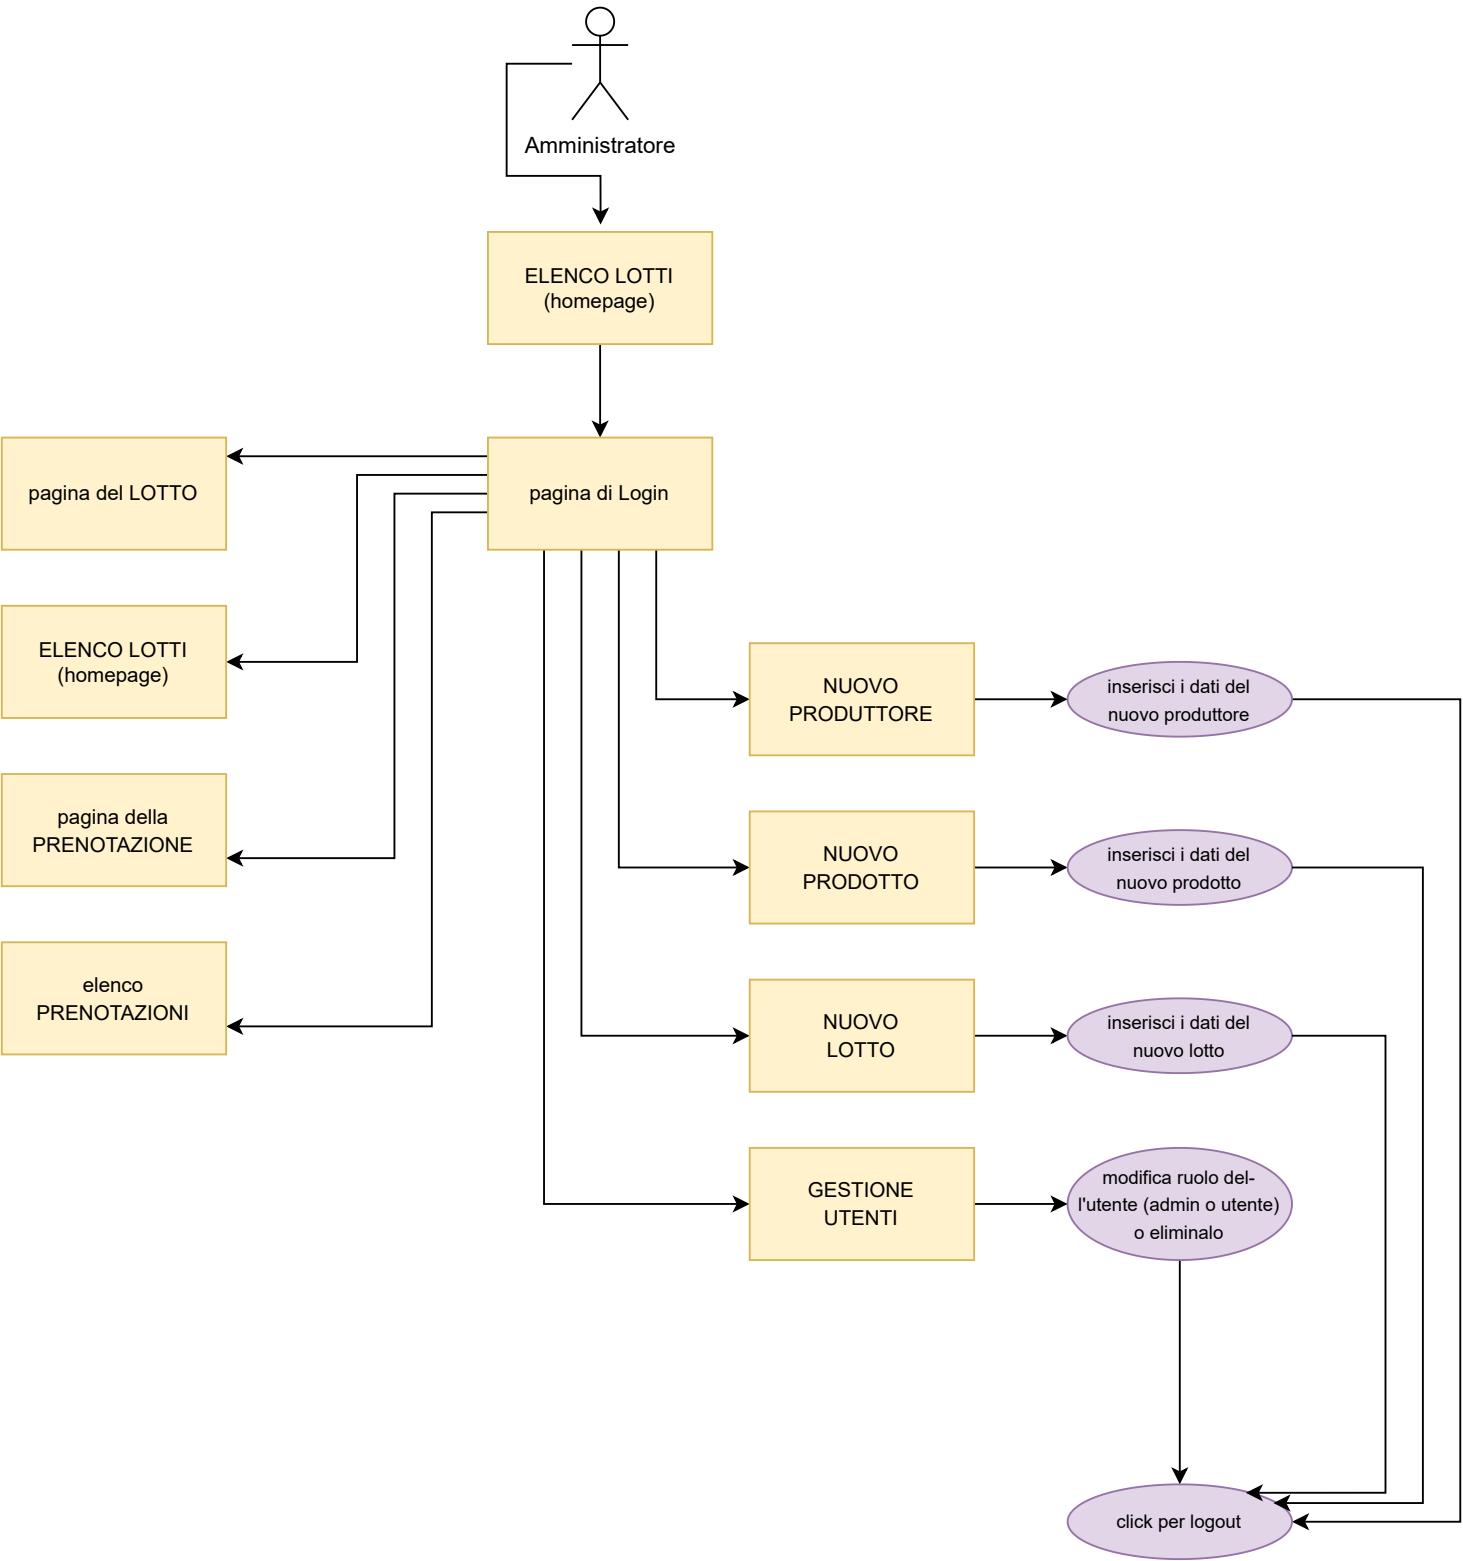 Amministratore
ELENCO LOTTI
(homepage)
pagina del LOTTO
pagina di Login
ELENCO LOTTI
(homepage)
NUOVO
PRODUTTORE
inserisci i dati del
nuovo produttore
pagina della
PRENOTAZIONE
NUOVO
PRODOTTO
inserisci i dati del
nuovo prodotto
elenco
PRENOTAZIONI
NUOVO
LOTTO
inserisci i dati del
nuovo lotto
GESTIONE
UTENTI
modifica ruolo del-
l'utente (admin o utente)
o eliminalo
click per logout